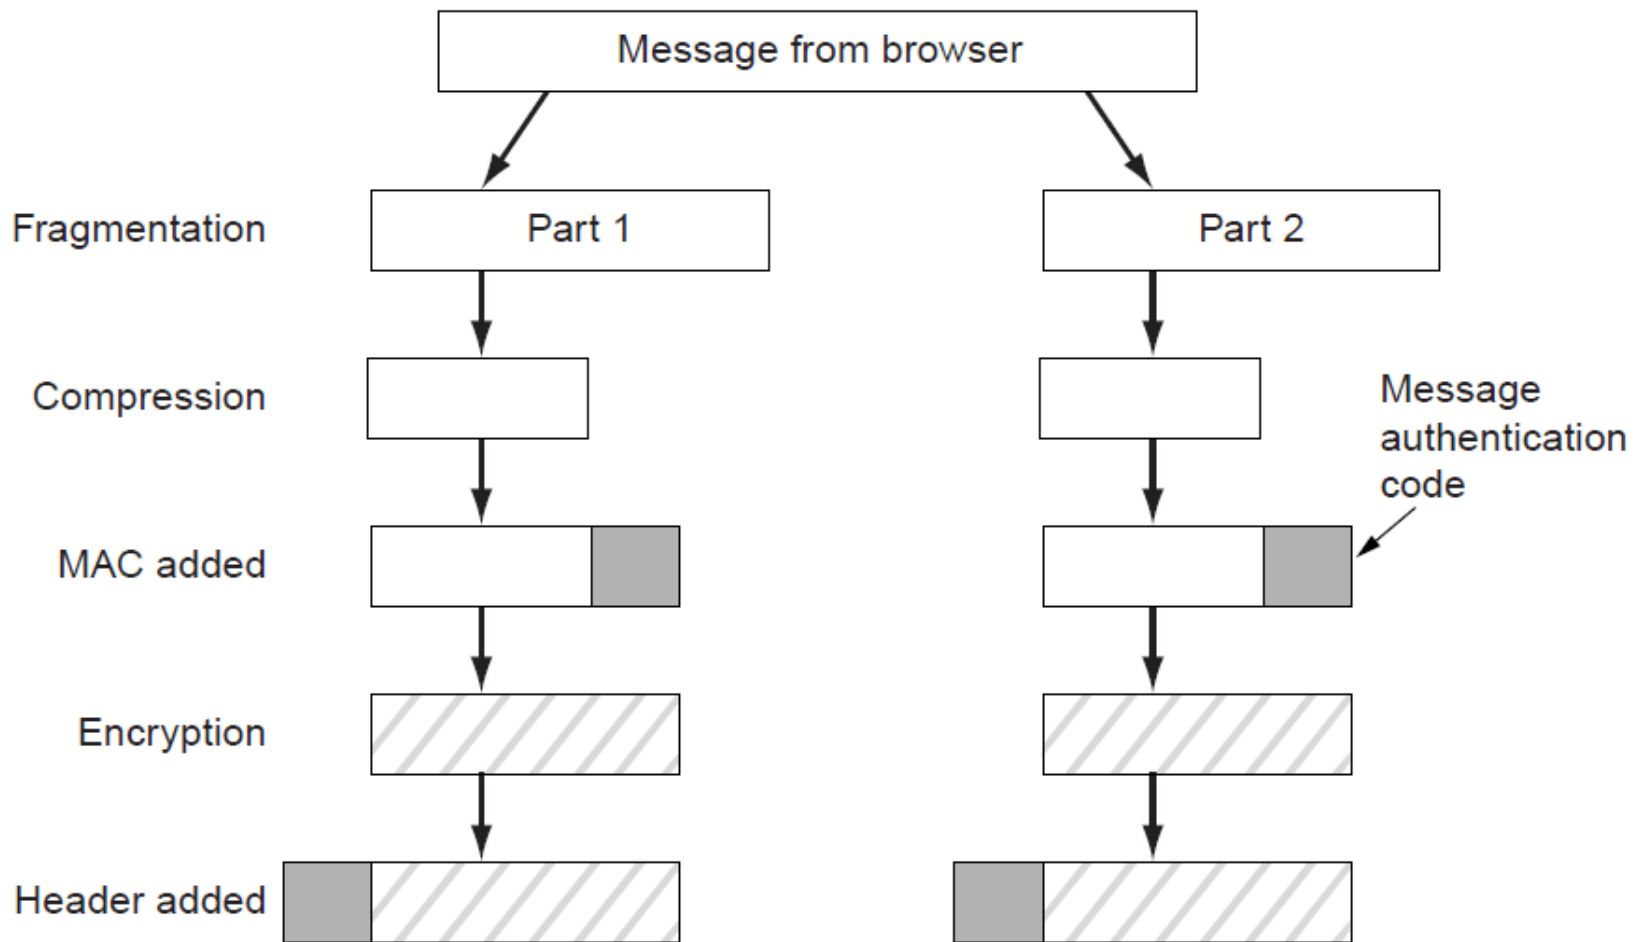 Message from browser
Fragmentation
Part 1
Part 2
Compression
Message
authentication
code
MAC added
Encryption
Header added